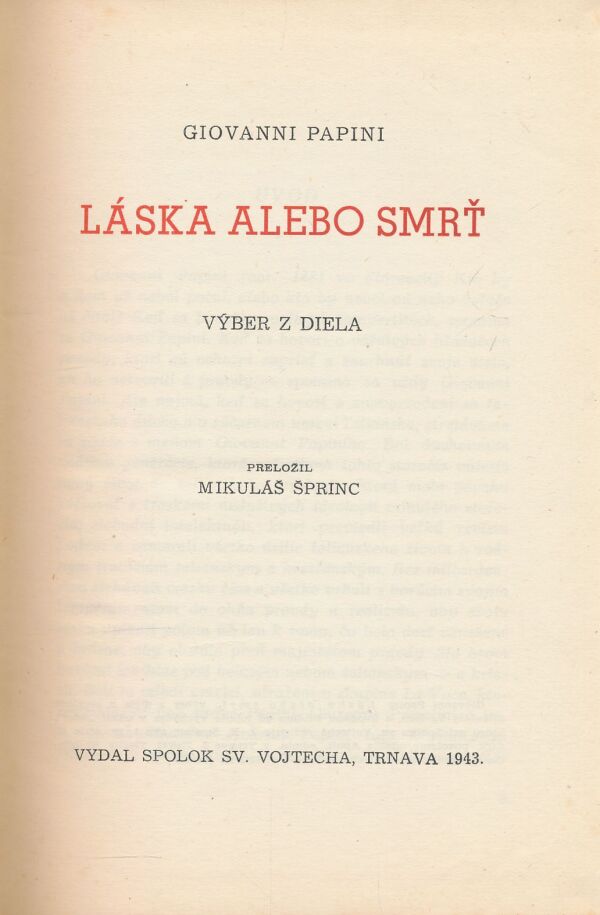 GIOVANNI PAPINI
LÁSKA ALEBO SMRŤ
VÝBER Z DIELA
PRELOŽIL
MIKULÁŠ ŠPRINC
VYDAL SPOLOK SV. VOJTECHA, TRNAVA 1943.